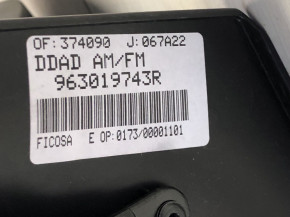 OF:374090 J:067A22
DDAD AM/FM
963019743R
FICOSA E OP:0173/00001101